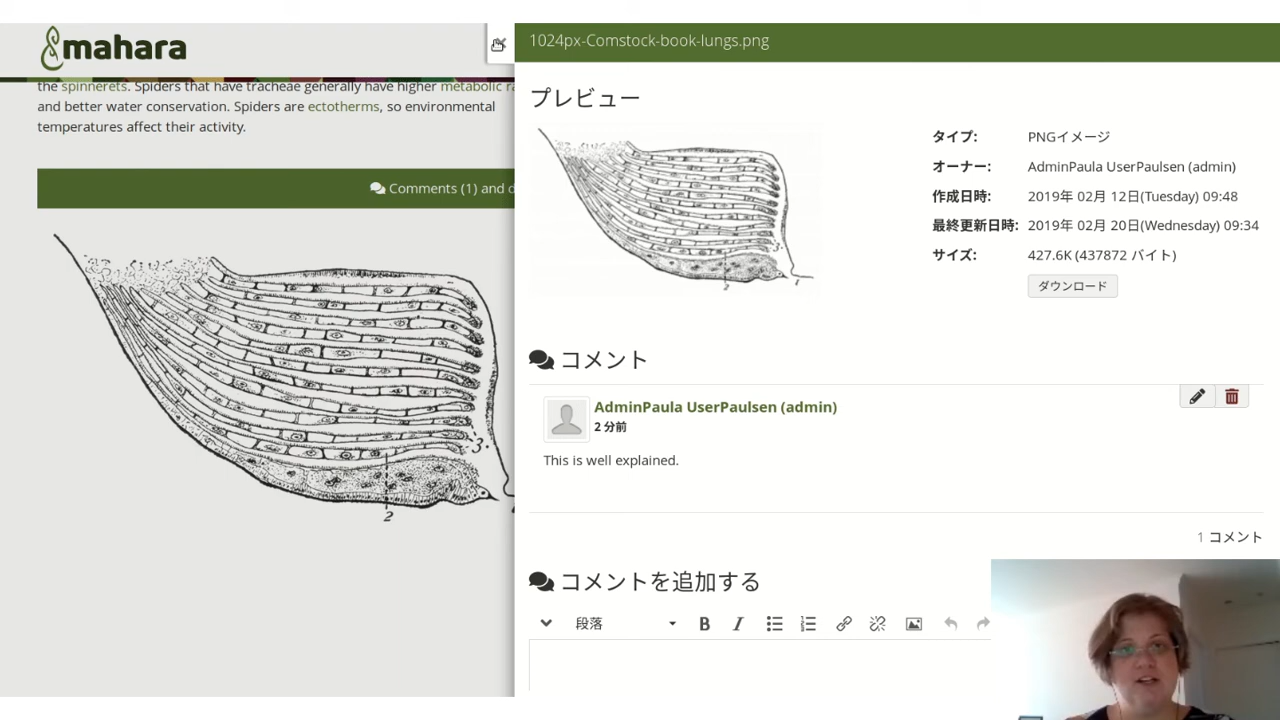 mahara
the spinnerets. Spiders that have tracheae generally have higher metabolic
and better water conservation. Spiders are ectotherms, so environmental
temperatures affect their activity.
Comments (1) and
2
3
1024px-Comstock-book-lungs.png
プレビュー
タイプ: PNGイメージ
オーナー: AdminPaula UserPaulsen (admin)
作成日時: 2019年 02月 12日(Tuesday) 09:48
最終更新日時: 2019年 02月 20日(Wednesday) 09:34
サイズ: 427.6K (437872 バイト)
ダウンロード
コメント
AdminPaula UserPaulsen (admin)
2 分前
This is well explained.
1 コメント
コメントを追加する
段落 B I